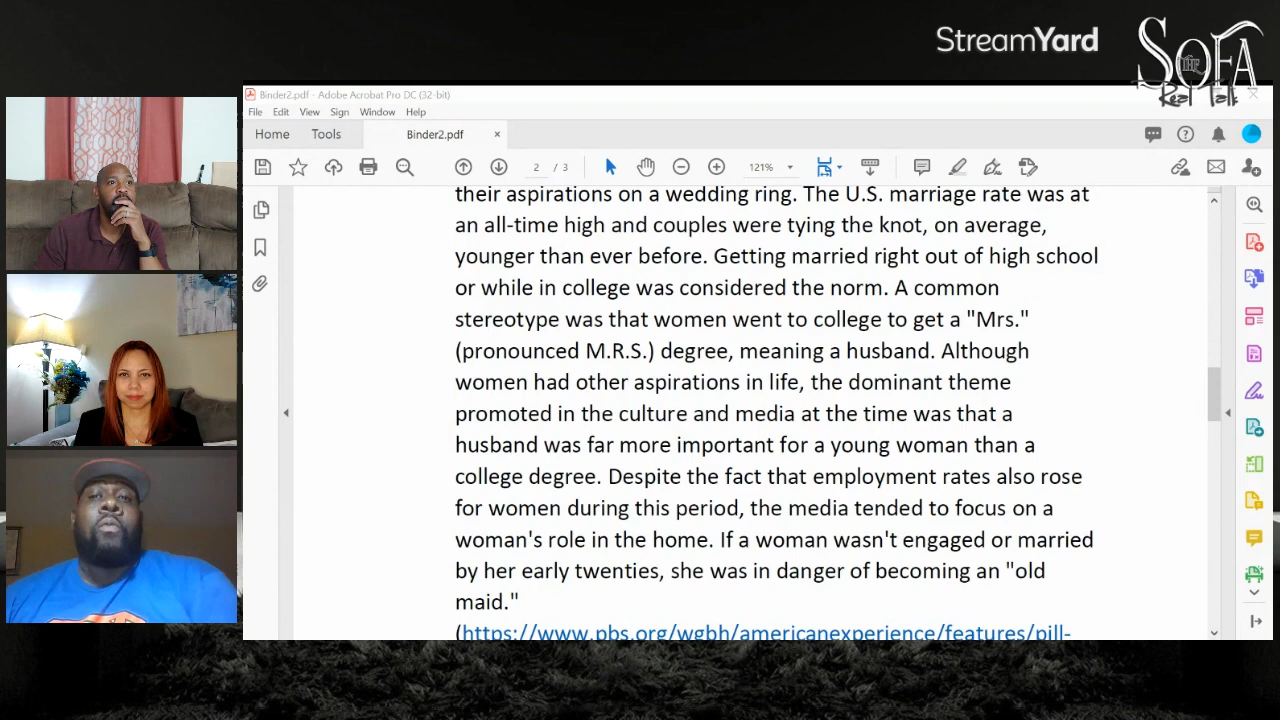 StreamYard
SOFA
Real Talk
Binder2.pdf - Adobe Acrobat Pro DC (32-bit)
File Edit View Sign Window Help
Home Tools Binder2.pdf ×
2 / 3 121%
their aspirations on a wedding ring. The U.S. marriage rate was at
an all-time high and couples were tying the knot, on average,
younger than ever before. Getting married right out of high school
or while in college was considered the norm. A common
stereotype was that women went to college to get a "Mrs."
(pronounced M.R.S.) degree, meaning a husband. Although
women had other aspirations in life, the dominant theme
promoted in the culture and media at the time was that a
husband was far more important for a young woman than a
college degree. Despite the fact that employment rates also rose
for women during this period, the media tended to focus on a
woman's role in the home. If a woman wasn't engaged or married
by her early twenties, she was in danger of becoming an "old
maid."
(https://www.pbs.org/wgbh/americanexperience/features/pill-